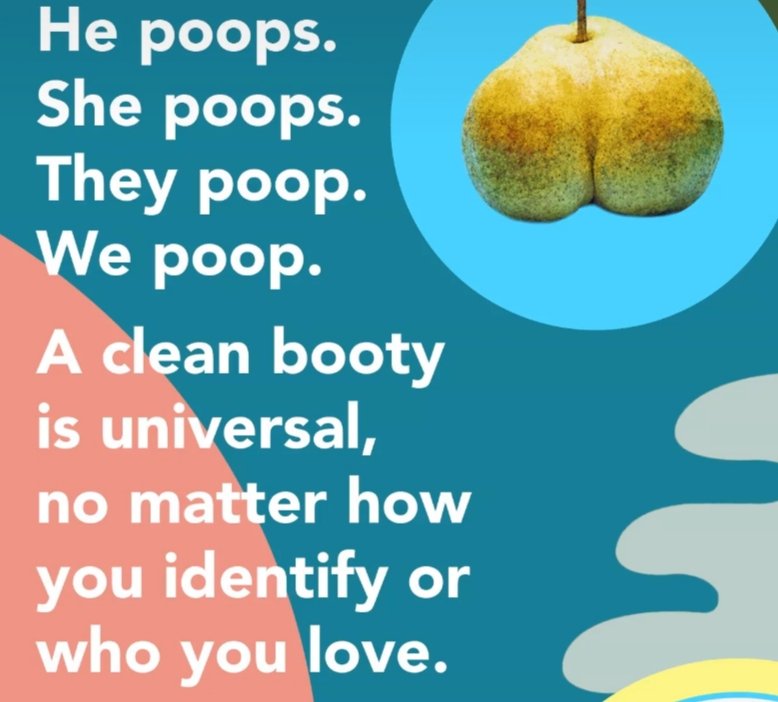 He poops.
She poops.
They poop.
We poop.
A clean booty
is universal,
no matter how
you identify or
who you love.